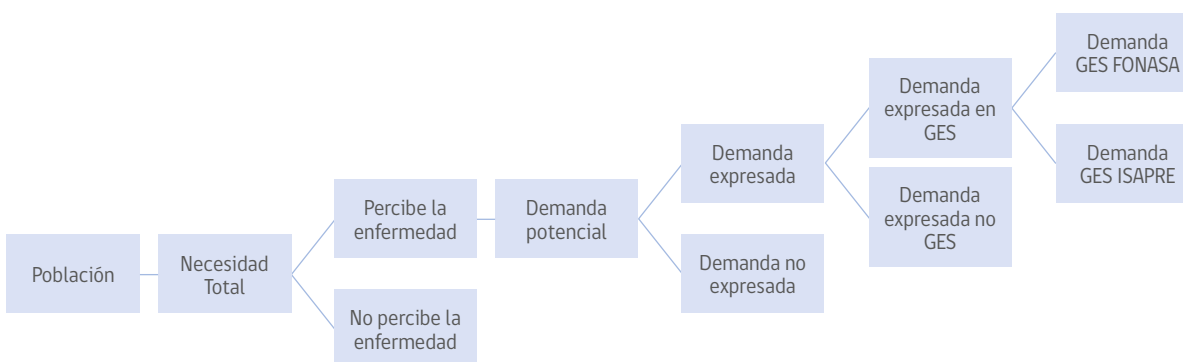 Población
Necesidad
Total
Percibe la
enfermedad
No percibe la
enfermedad
Demanda
potencial
Demanda
expresada
Demanda no
expresada
Demanda
expresada en
GES
Demanda
expresada no
GES
Demanda
GES FONASA
Demanda
GES ISAPRE